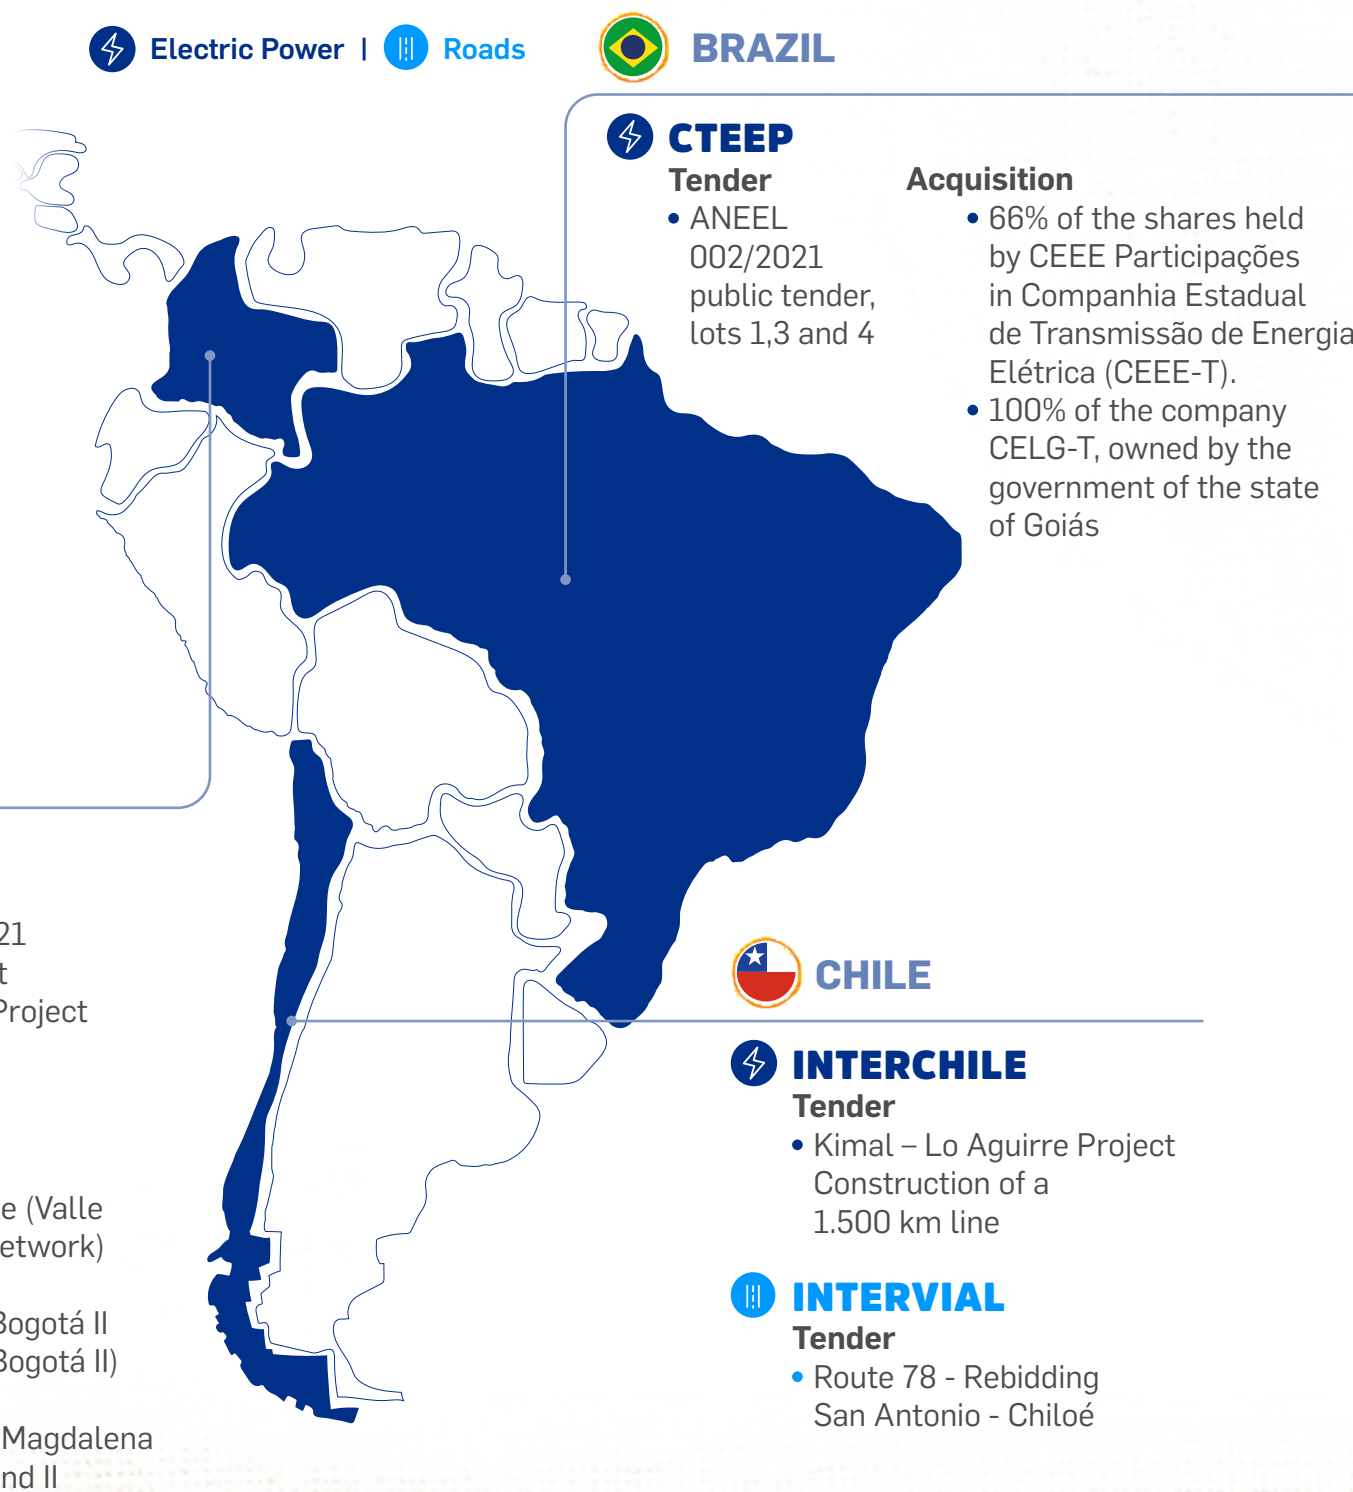 Electric Power | Roads
BRAZIL
CTEEP
Tender
• ANEEL
002/2021
public tender,
lots 1,3 and 4
Acquisition
• 66% of the shares held
by CEEE Participações
in Companhia Estadual
de Transmissão de Energia
Elétrica (CEEE-T).
• 100% of the company
CELG-T, owned by the
government of the state
of Goiás
21
t
Project
e (Valle
etwork)
Bogotá II
Bogotá II)
Magdalena
nd II
CHILE
INTERCHILE
Tender
• Kimal – Lo Aguirre Project
Construction of a
1.500 km line
INTERVIAL
Tender
• Route 78 - Rebidding
San Antonio - Chiloé